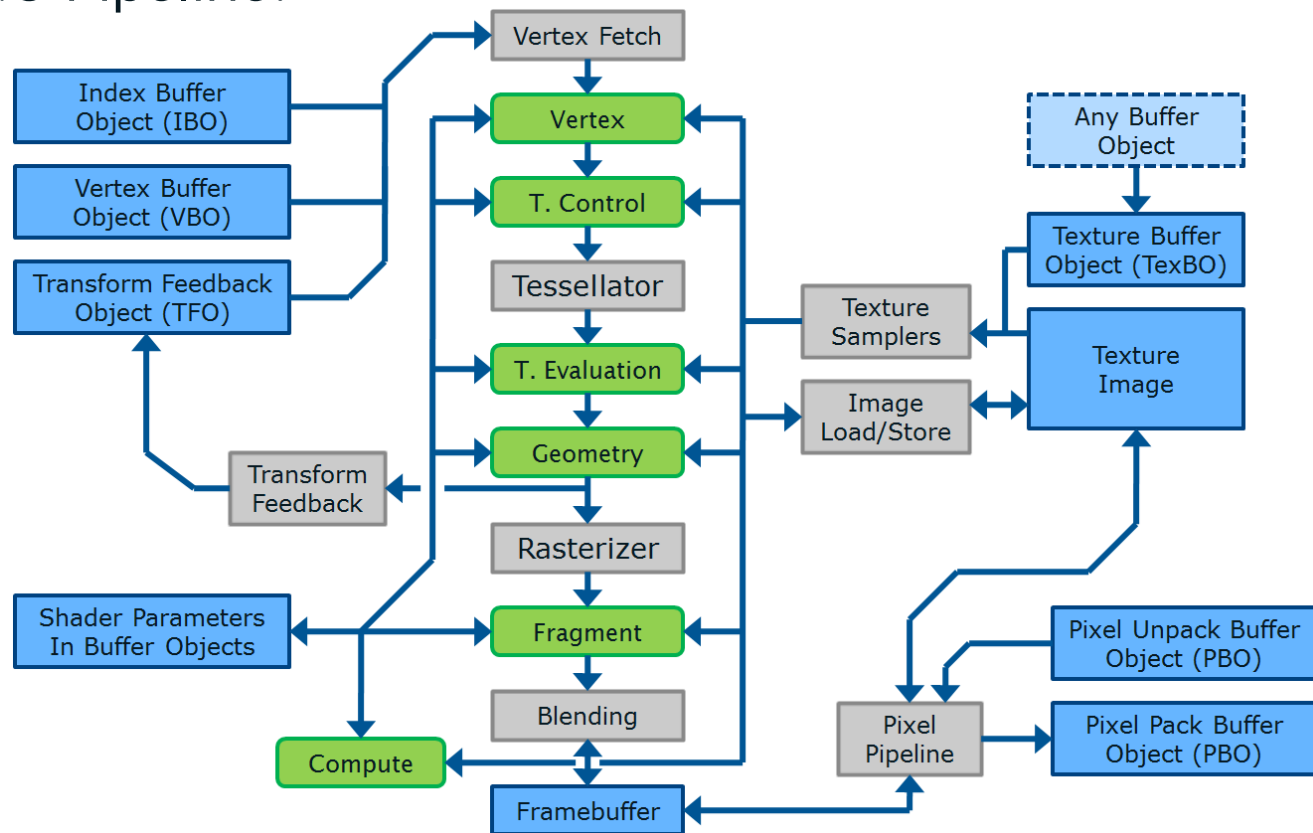 Vertex Fetch
Index Buffer
Object (IBO)
Vertex
Any Buffer
Object
Vertex Buffer
Object (VBO)
T. Control
Texture Buffer
Object (TexBO)
Transform Feedback
Object (TFO)
Tessellator
Texture
Samplers
Texture
Image
T. Evaluation
Image
Load/Store
Geometry
Transform
Feedback
Rasterizer
Shader Parameters
In Buffer Objects
Fragment
Pixel Unpack Buffer
Object (PBO)
Blending
Pixel
Pipeline
Pixel Pack Buffer
Object (PBO)
Compute
Framebuffer